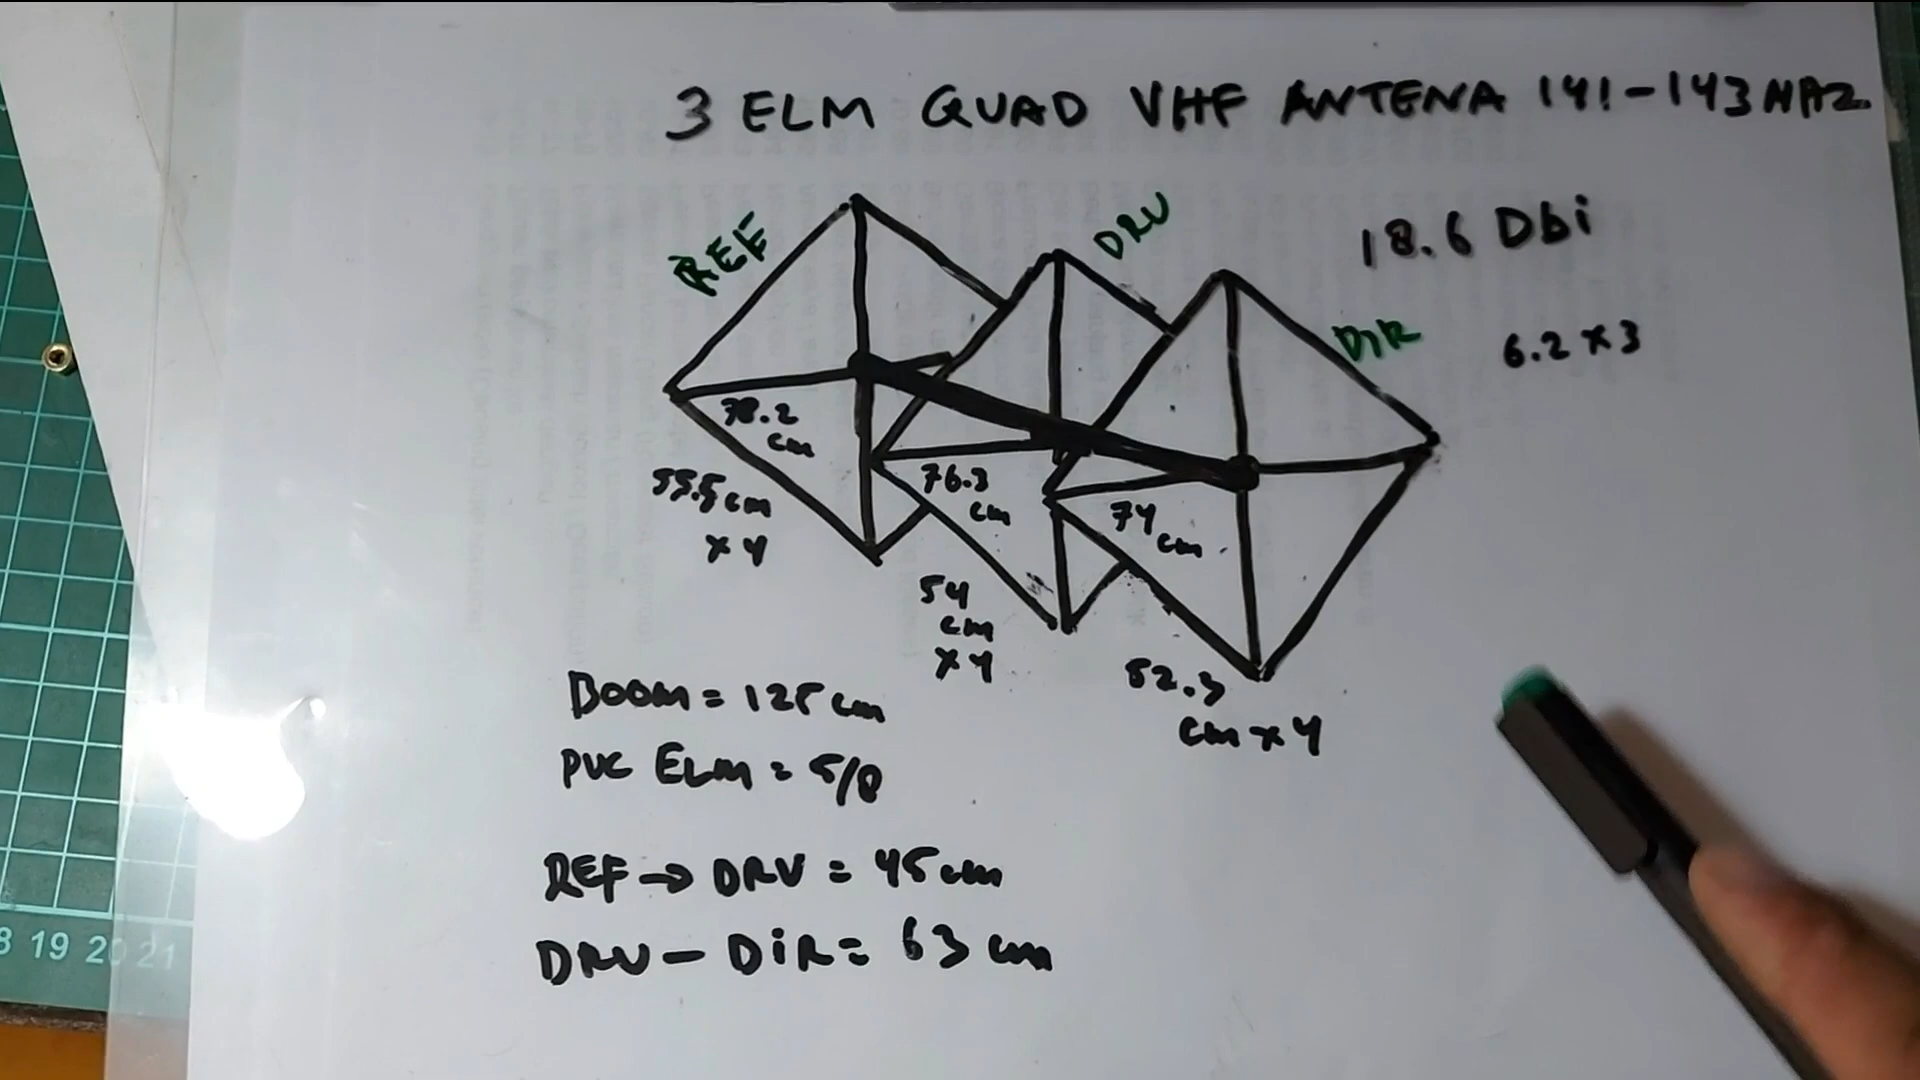 3 ELM QUAD VHF ANTENA 141-143 MHZ.
REF
DRV
DIR
18.6 Dbi
6.2 x 3
78.2
cm
55.5 cm
x 4
76.3
cm
54
cm
x 4
74
cm
52.3
cm x 4
BOOM = 125 cm
PVC ELM = 5/8
REF → DRV = 45 cm
DRV - DiR = 63 cm
8 19 20 21